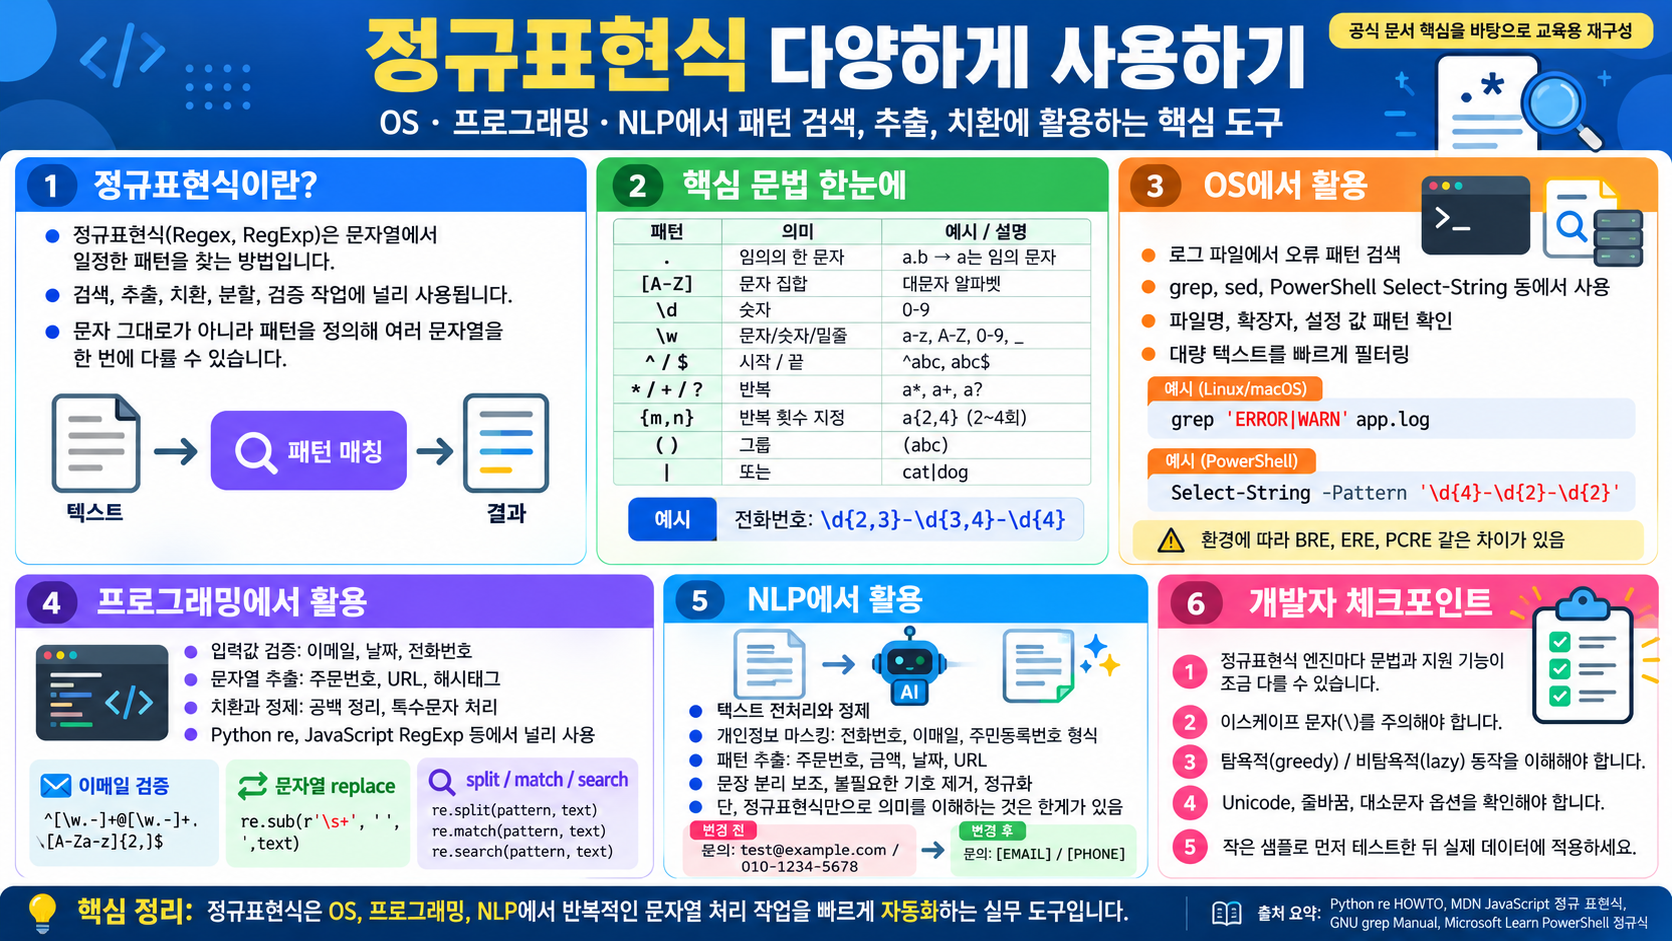 정규표현식 다양하게 사용하기
공식 문서 핵심을 바탕으로 교육용 재구성
OS · 프로그래밍 · NLP에서 패턴 검색, 추출, 치환에 활용하는 핵심 도구
.*
1 정규표현식이란?
정규표현식(Regex, RegExp)은 문자열에서
일정한 패턴을 찾는 방법입니다.
검색, 추출, 치환, 분할, 검증 작업에 널리 사용됩니다.
문자 그대로가 아니라 패턴을 정의해 여러 문자열을
한 번에 다룰 수 있습니다.
패턴 매칭
텍스트
결과
2 핵심 문법 한눈에
패턴 의미 예시 / 설명
. 임의의 한 문자 a.b → a는 임의 문자
[A-Z] 문자 집합 대문자 알파벳
\d 숫자 0-9
\w 문자/숫자/밑줄 a-z, A-Z, 0-9, _
^ / $ 시작 / 끝 ^abc, abc$
* / + / ? 반복 a*, a+, a?
{m,n} 반복 횟수 지정 a{2,4} (2~4회)
( ) 그룹 (abc)
| 또는 cat|dog
예시 전화번호: \d{2,3}-\d{3,4}-\d{4}
3 OS에서 활용
>_
로그 파일에서 오류 패턴 검색
grep, sed, PowerShell Select-String 등에서 사용
파일명, 확장자, 설정 값 패턴 확인
대량 텍스트를 빠르게 필터링
예시 (Linux/macOS)
grep 'ERROR|WARN' app.log
예시 (PowerShell)
Select-String -Pattern '\d{4}-\d{2}-\d{2}'
환경에 따라 BRE, ERE, PCRE 같은 차이가 있음
4 프로그래밍에서 활용
</>
입력값 검증: 이메일, 날짜, 전화번호
문자열 추출: 주문번호, URL, 해시태그
치환과 정제: 공백 정리, 특수문자 처리
Python re, JavaScript RegExp 등에서 널리 사용
이메일 검증
^[\w.-]+@[\w.-]+.
\[A-Za-z]{2,}$
문자열 replace
re.sub(r'\s+', ' ',
',text)
split / match / search
re.split(pattern, text)
re.match(pattern, text)
re.search(pattern, text)
5 NLP에서 활용
AI
텍스트 전처리와 정제
개인정보 마스킹: 전화번호, 이메일, 주민등록번호 형식
패턴 추출: 주문번호, 금액, 날짜, URL
문장 분리 보조, 불필요한 기호 제거, 정규화
단, 정규표현식만으로 의미를 이해하는 것은 한계가 있음
변경 전
문의: test@example.com /
010-1234-5678
변경 후
문의: [EMAIL] / [PHONE]
6 개발자 체크포인트
1 정규표현식 엔진마다 문법과 지원 기능이
조금 다를 수 있습니다.
2 이스케이프 문자(\)를 주의해야 합니다.
3 탐욕적(greedy) / 비탐욕적(lazy) 동작을 이해해야 합니다.
4 Unicode, 줄바꿈, 대소문자 옵션을 확인해야 합니다.
5 작은 샘플로 먼저 테스트한 뒤 실제 데이터에 적용하세요.
핵심 정리: 정규표현식은 OS, 프로그래밍, NLP에서 반복적인 문자열 처리 작업을 빠르게 자동화하는 실무 도구입니다.
출처 요약: Python re HOWTO, MDN JavaScript 정규 표현식,
GNU grep Manual, Microsoft Learn PowerShell 정규식